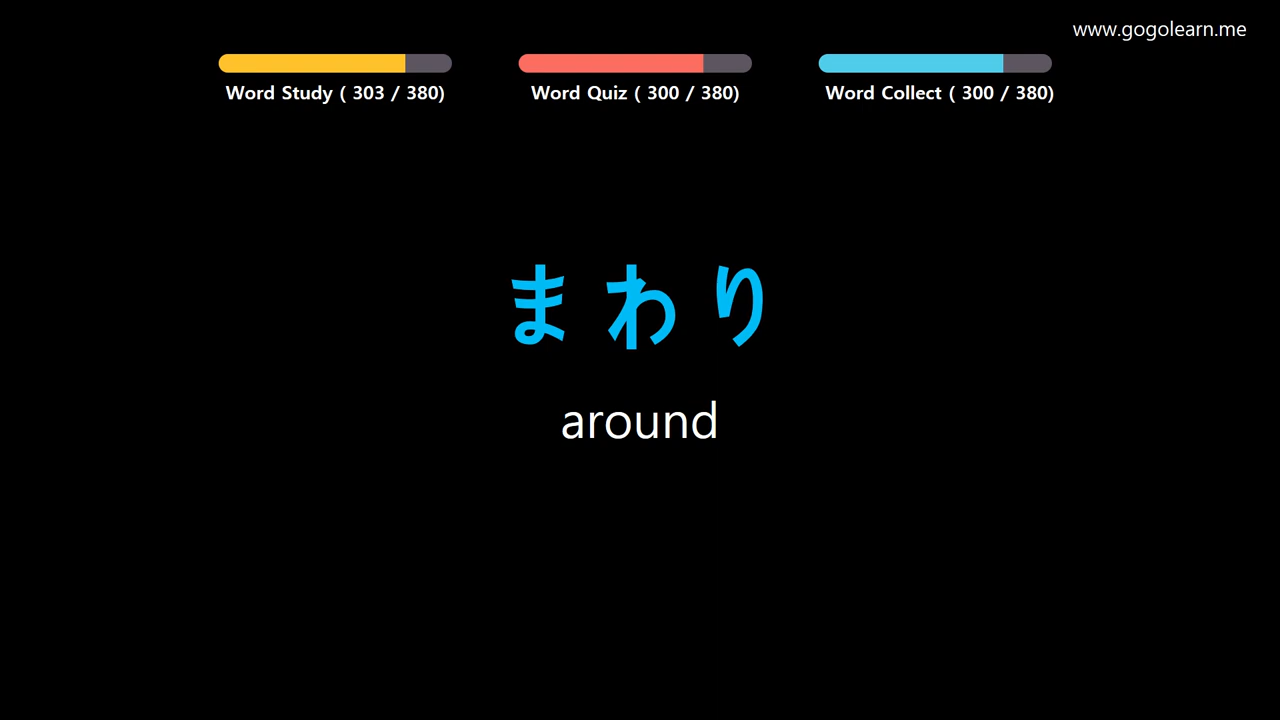 www.gogolearn.me
Word Study ( 303 / 380)
Word Quiz ( 300 / 380)
Word Collect ( 300 / 380)
まわり
around